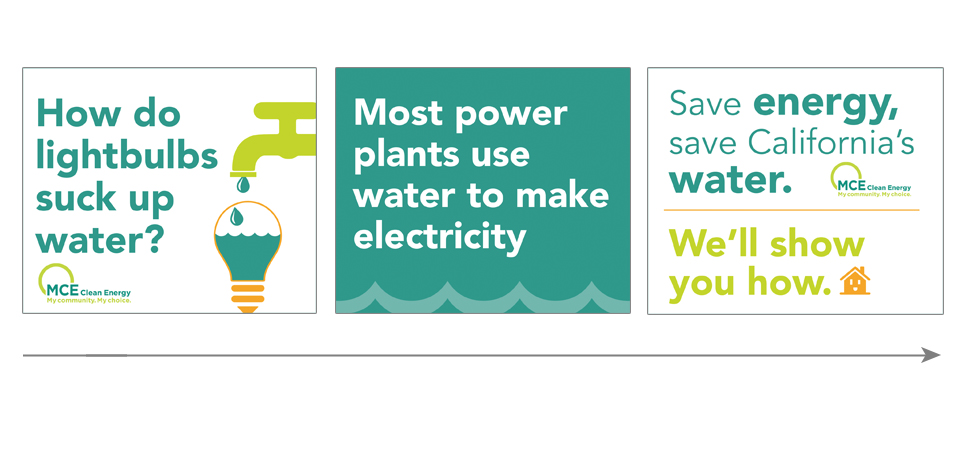 How do
lightbulbs
suck up
water?
MCE Clean Energy
My community. My choice.
Most power
plants use
water to make
electricity
Save energy,
save California's
water.
MCE Clean Energy
My community. My choice.
We'll show
you how.